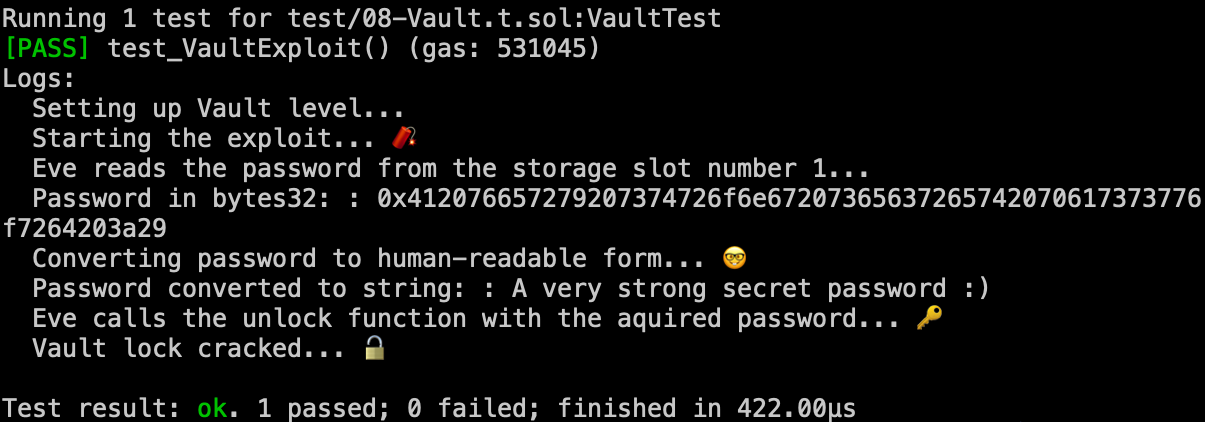 Running 1 test for test/08-Vault.t.sol:VaultTest
[PASS] test_VaultExploit() (gas: 531045)
Logs:
  Setting up Vault level...
  Starting the exploit... 🧨
  Eve reads the password from the storage slot number 1...
  Password in bytes32: : 0x412076657279207374726f6e67207365637265742070617373776
f7264203a29
  Converting password to human-readable form... 🤓
  Password converted to string: : A very strong secret password :)
  Eve calls the unlock function with the aquired password... 🔑
  Vault lock cracked... 🔓
Test result: ok. 1 passed; 0 failed; finished in 422.00µs